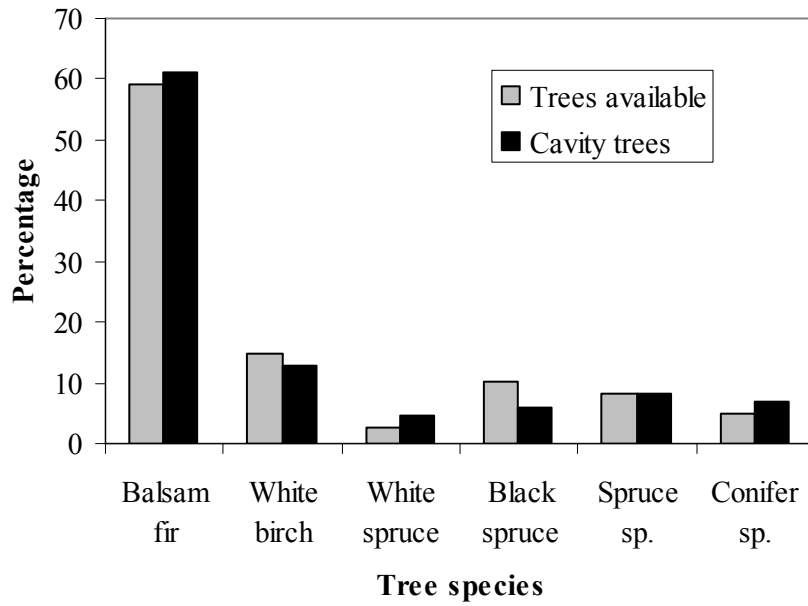 70
60
50
40
30
20
10
0
Percentage
Trees available
Cavity trees
Balsam fir
White birch
White spruce
Black spruce
Spruce sp.
Conifer sp.
Tree species